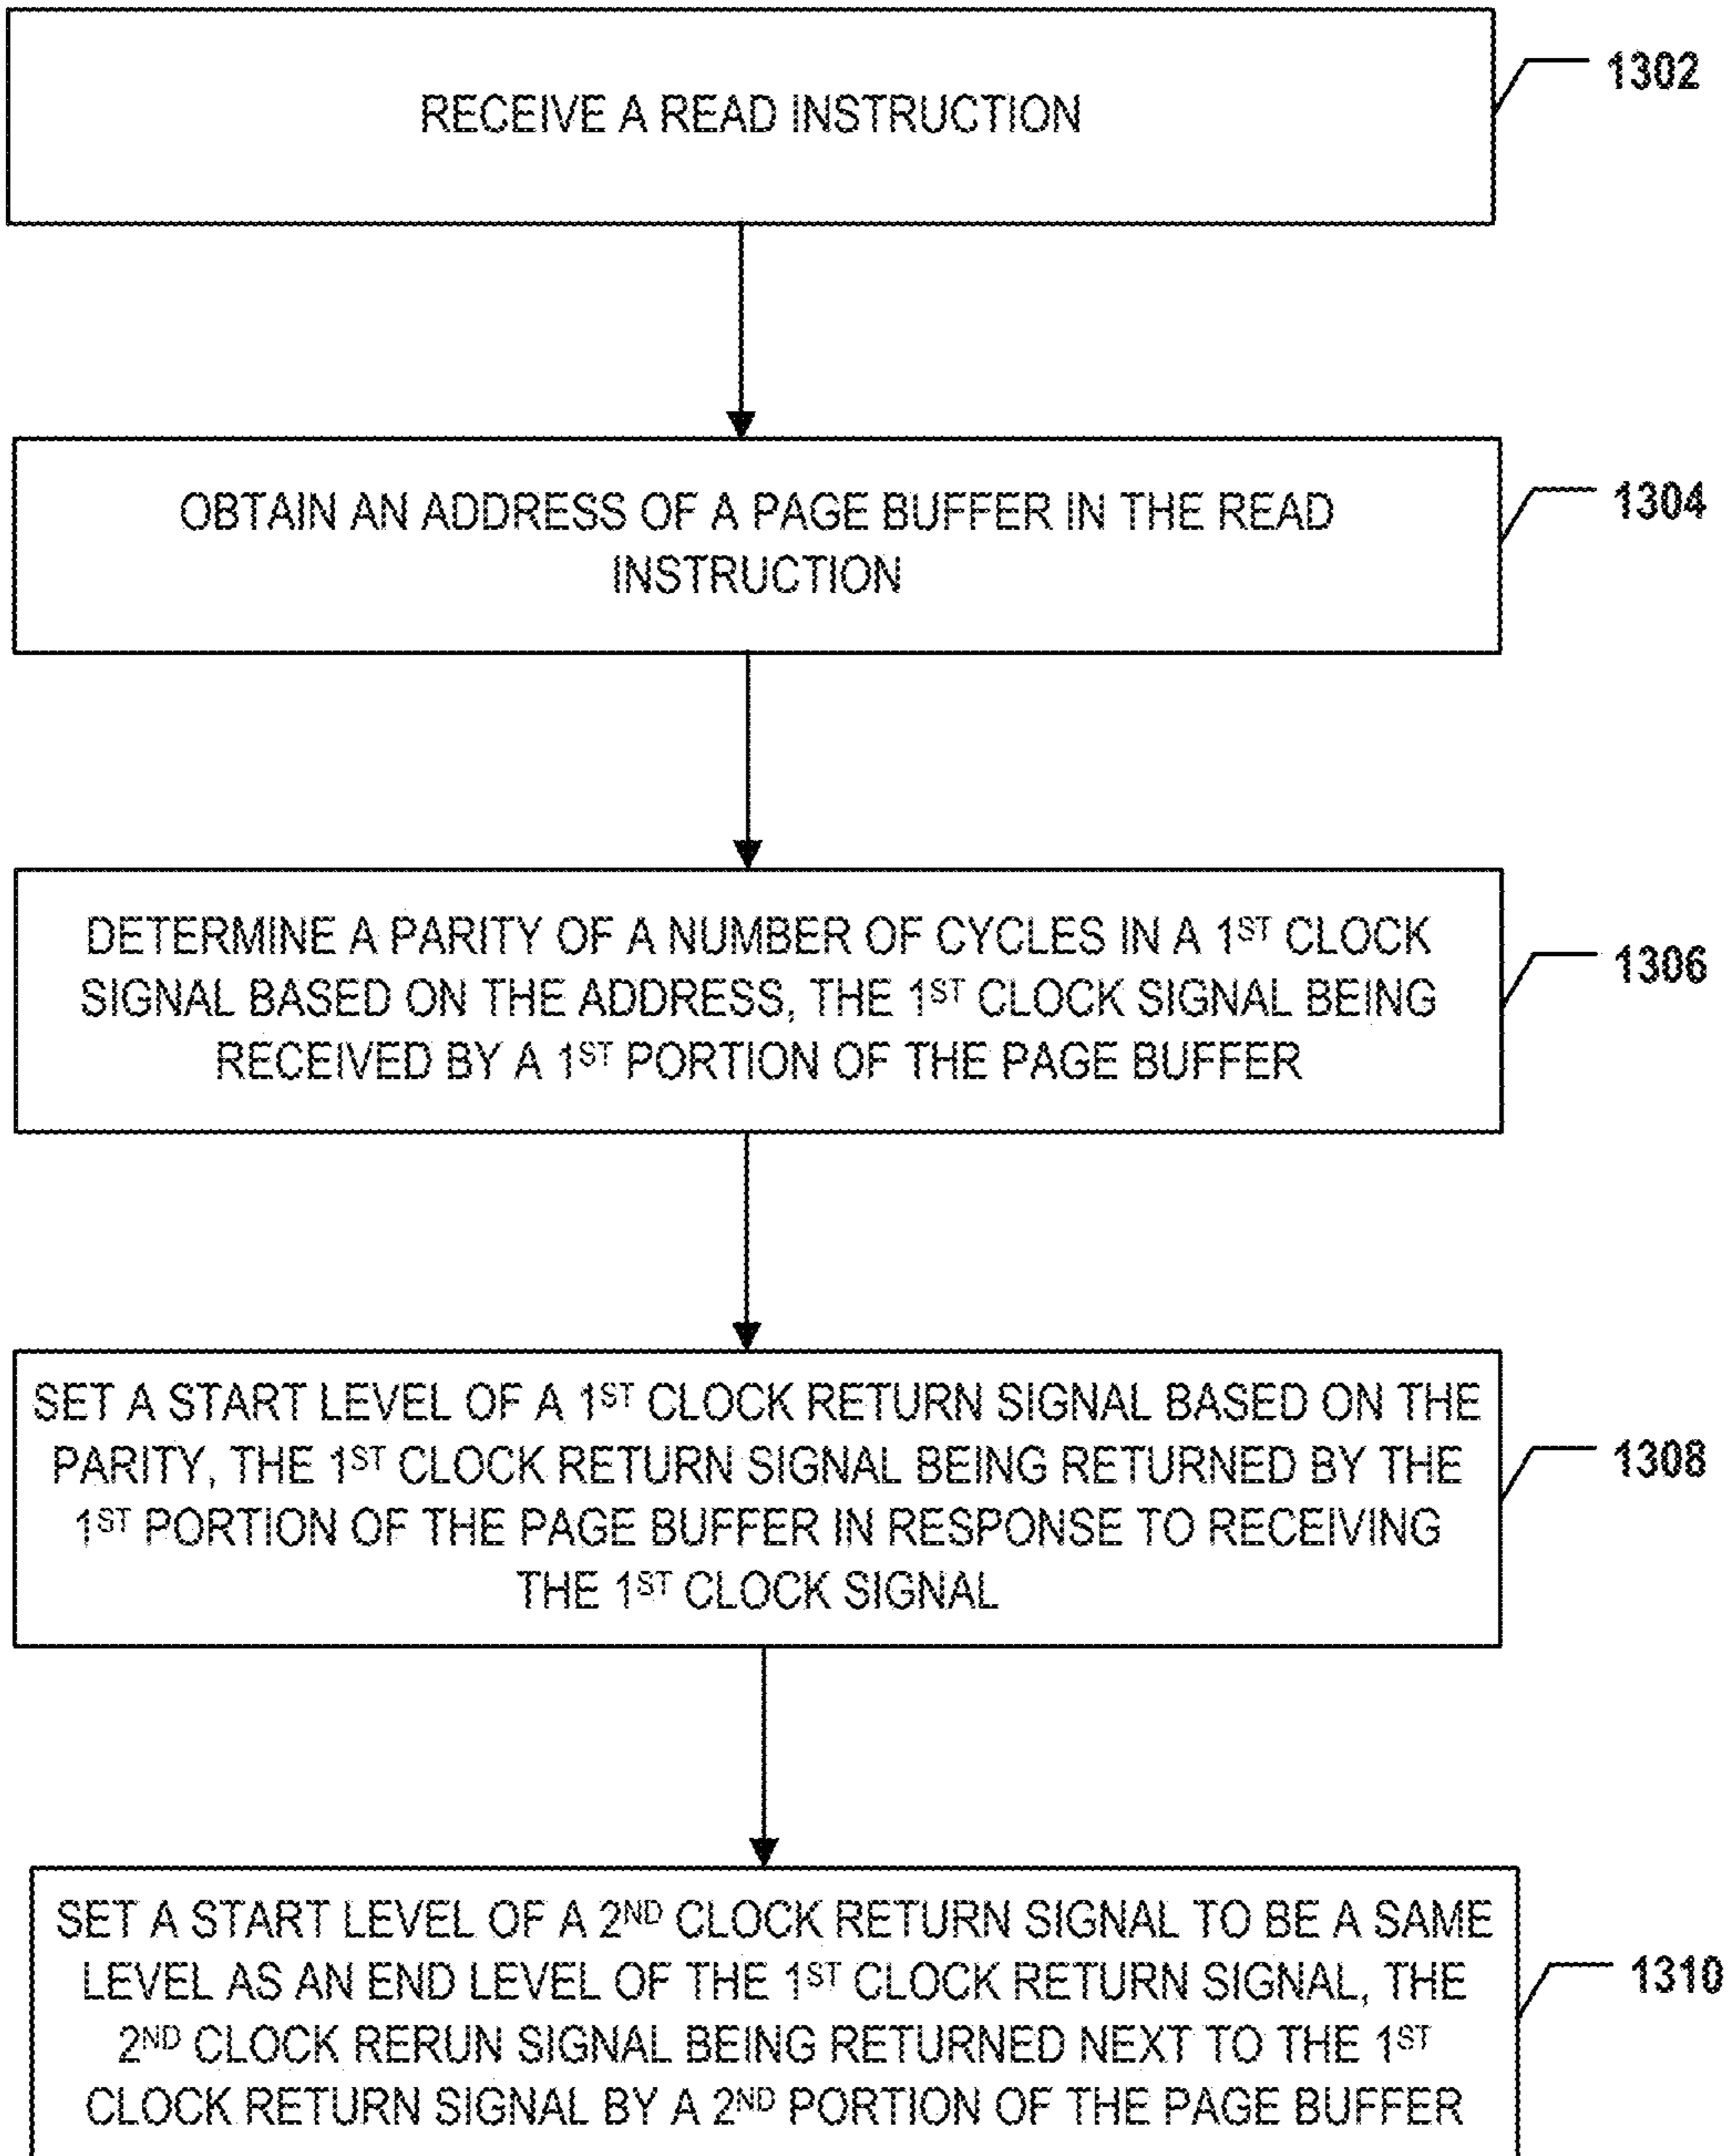 RECEIVE A READ INSTRUCTION
1302
OBTAIN AN ADDRESS OF A PAGE BUFFER IN THE READ
INSTRUCTION
1304
DETERMINE A PARITY OF A NUMBER OF CYCLES IN A 1ST CLOCK
SIGNAL BASED ON THE ADDRESS, THE 1ST CLOCK SIGNAL BEING
RECEIVED BY A 1ST PORTION OF THE PAGE BUFFER
1306
SET A START LEVEL OF A 1ST CLOCK RETURN SIGNAL BASED ON THE
PARITY, THE 1ST CLOCK RETURN SIGNAL BEING RETURNED BY THE
1ST PORTION OF THE PAGE BUFFER IN RESPONSE TO RECEIVING
THE 1ST CLOCK SIGNAL
1308
SET A START LEVEL OF A 2ND CLOCK RETURN SIGNAL TO BE A SAME
LEVEL AS AN END LEVEL OF THE 1ST CLOCK RETURN SIGNAL, THE
2ND CLOCK RERUN SIGNAL BEING RETURNED NEXT TO THE 1ST
CLOCK RETURN SIGNAL BY A 2ND PORTION OF THE PAGE BUFFER
1310